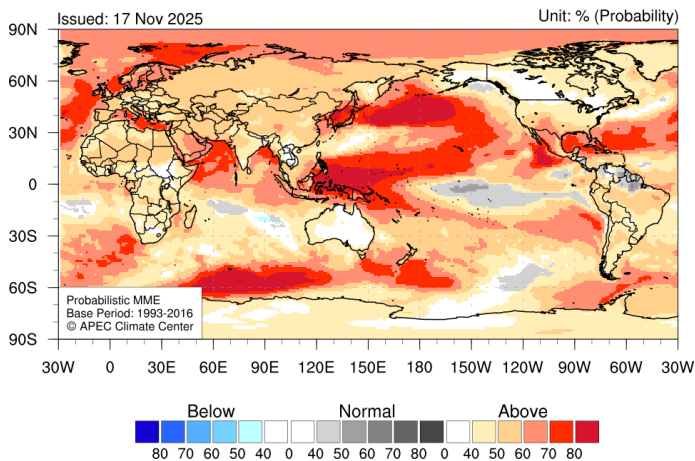 Issued: 17 Nov 2025
Unit: % (Probability)
90N
60N
30N
0
30S
60S
90S
Probabilistic MME
Base Period: 1993-2016
© APEC Climate Center
30W 0 30E 60E 90E 120E 150E 180 150W 120W 90W 60W 30W
Below Normal Above
80 70 60 50 40 0 40 50 60 70 80 0 40 50 60 70 80